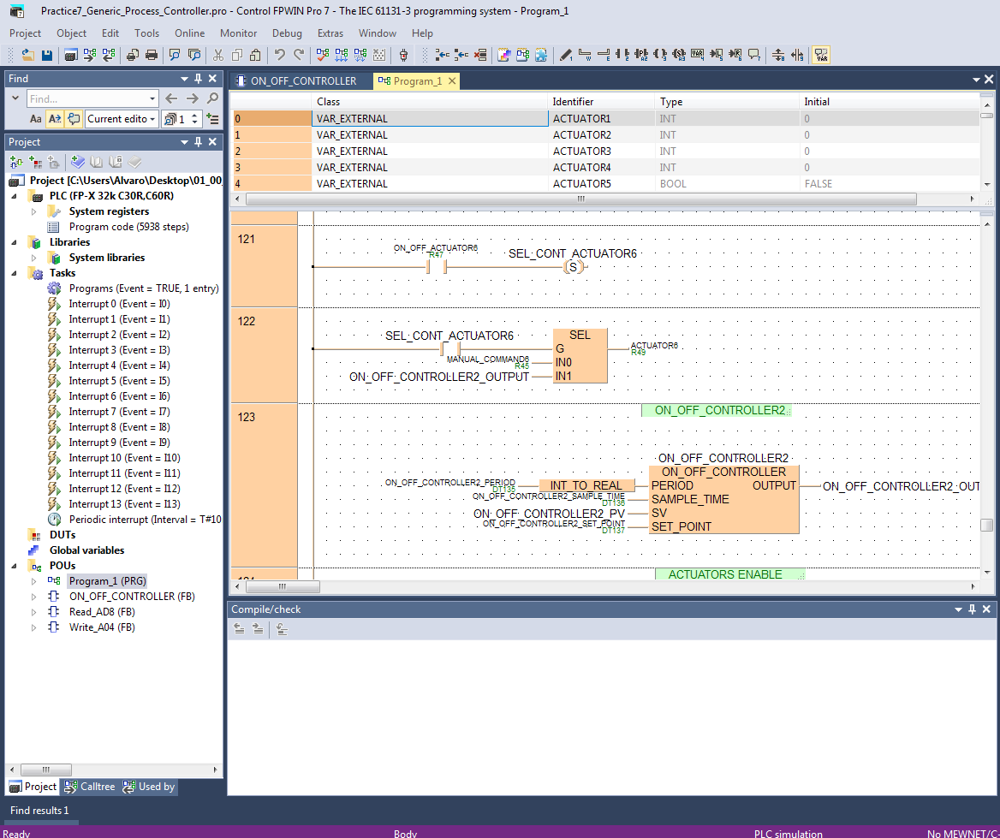 Practice7_Generic_Process_Controller.pro - Control FPWIN Pro 7 - The IEC 61131-3 programming system - Program_1
Project Object Edit Tools Online Monitor Debug Extras Window Help
Find
Find...
Aa Current edito 1
Project
Project [C:\Users\Alvaro\Desktop\01_00_
PLC (FP-X 32k C30R,C60R)
System registers
Program code (5938 steps)
Libraries
System libraries
Tasks
Programs (Event = TRUE, 1 entry)
Interrupt 0 (Event = I0)
Interrupt 1 (Event = I1)
Interrupt 2 (Event = I2)
Interrupt 3 (Event = I3)
Interrupt 4 (Event = I4)
Interrupt 5 (Event = I5)
Interrupt 6 (Event = I6)
Interrupt 7 (Event = I7)
Interrupt 8 (Event = I8)
Interrupt 9 (Event = I9)
Interrupt 10 (Event = I10)
Interrupt 11 (Event = I11)
Interrupt 12 (Event = I12)
Interrupt 13 (Event = I13)
Periodic interrupt (Interval = T#10
DUTs
Global variables
POUs
Program_1 (PRG)
ON_OFF_CONTROLLER (FB)
Read_AD8 (FB)
Write_A04 (FB)
Project Calltree Used by
Find results 1
ON_OFF_CONTROLLER Program_1
Class Identifier Type Initial
0 VAR_EXTERNAL ACTUATOR1 INT 0
1 VAR_EXTERNAL ACTUATOR2 INT 0
2 VAR_EXTERNAL ACTUATOR3 INT 0
3 VAR_EXTERNAL ACTUATOR4 INT 0
4 VAR_EXTERNAL ACTUATOR5 BOOL FALSE
121
ON_OFF_ACTUATOR6
R47
SEL_CONT_ACTUATOR6
S
122
SEL_CONT_ACTUATOR6
SEL
G
ACTUATOR6
R49
MANUAL_COMMAND6
R45
IN0
ON_OFF_CONTROLLER2_OUTPUT IN1
123
ON_OFF_CONTROLLER2
ON_OFF_CONTROLLER2
ON_OFF_CONTROLLER
ON_OFF_CONTROLLER2_PERIOD
DT135
INT_TO_REAL PERIOD OUTPUT ON_OFF_CONTROLLER2_OUT
ON_OFF_CONTROLLER2_SAMPLE_TIME
DT136
SAMPLE_TIME
ON_OFF_CONTROLLER2_PV SV
ON_OFF_CONTROLLER2_SET_POINT
DT137
SET_POINT
124
ACTUATORS ENABLE
Compile/check
Ready Body PLC simulation No MEWNET/C-